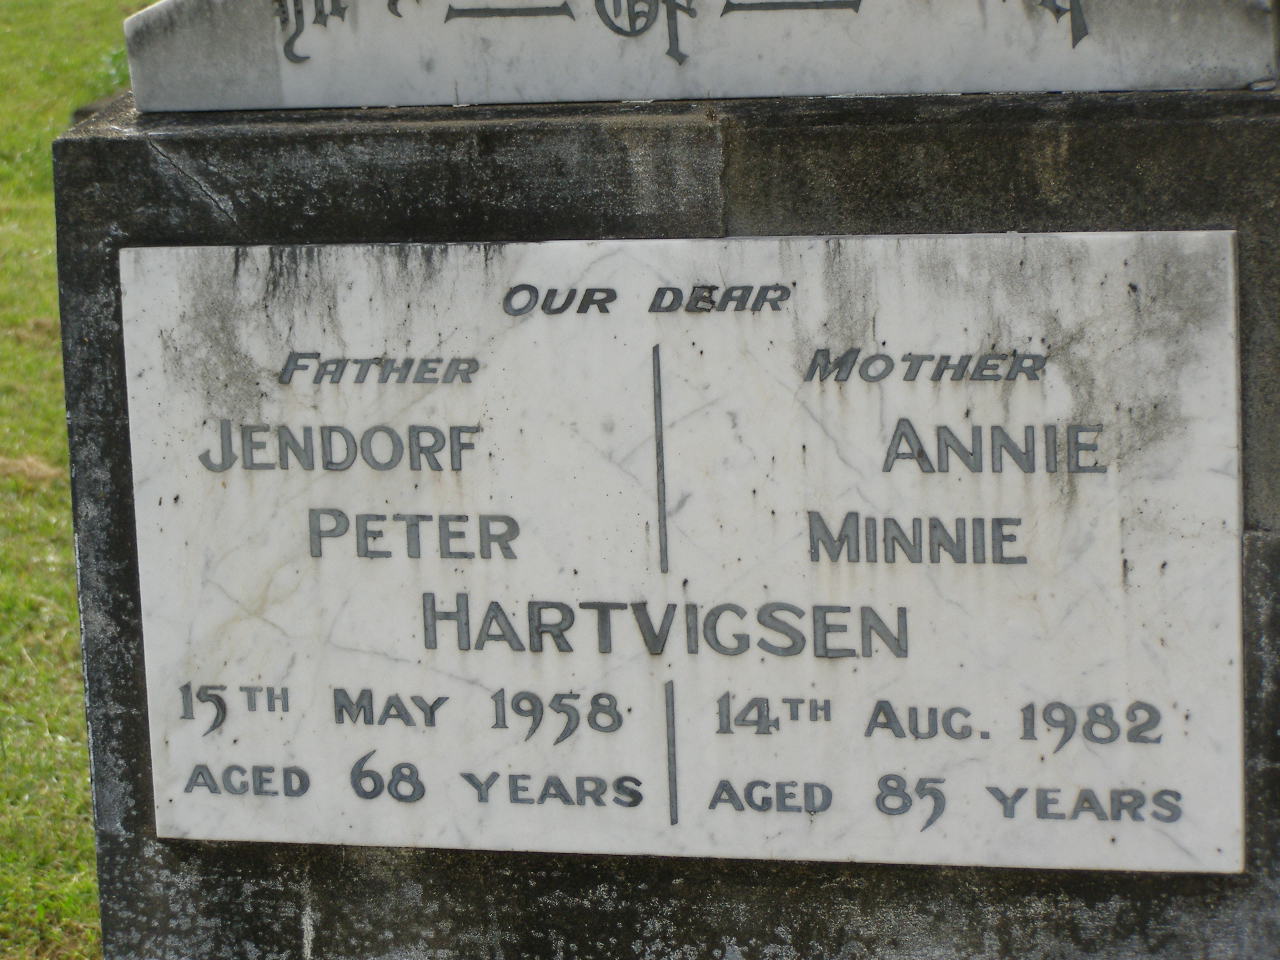 OUR DEAR
FATHER
MOTHER
JENDORF
ANNIE
PETER
MINNIE
HARTVIGSEN
15TH MAY 1958
14TH AUG. 1982
AGED 68 YEARS
AGED 85 YEARS